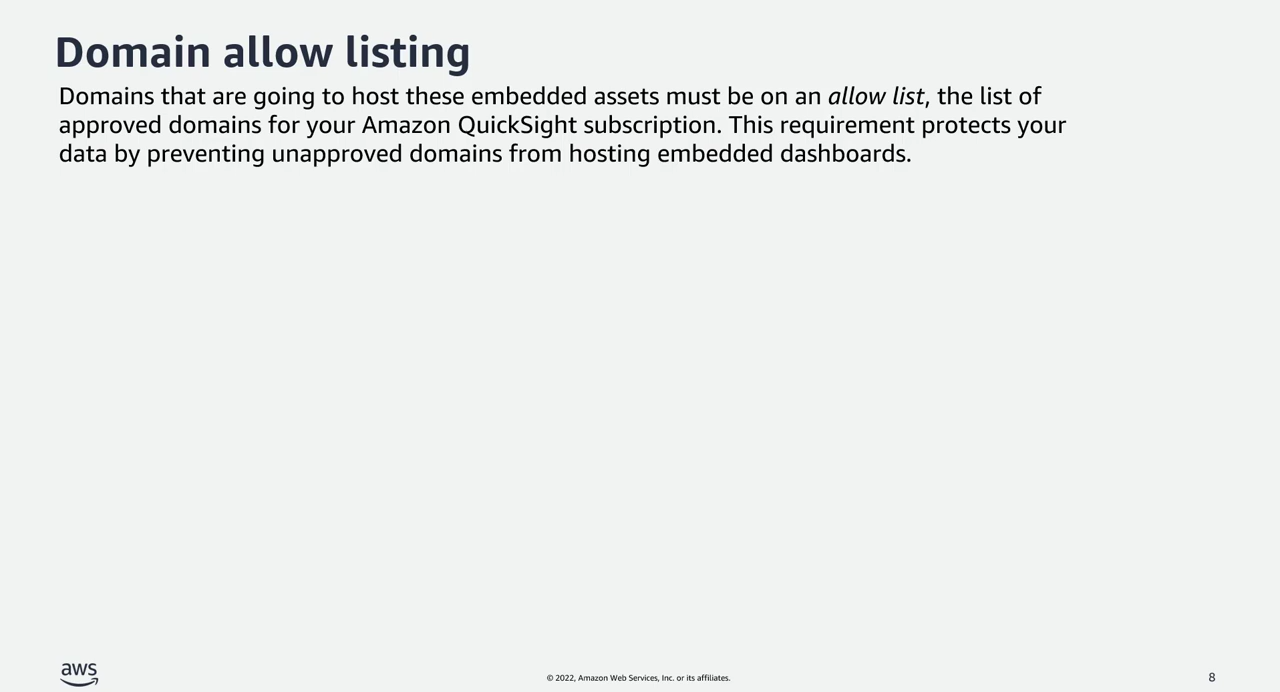 Domain allow listing
Domains that are going to host these embedded assets must be on an allow list, the list of
approved domains for your Amazon QuickSight subscription. This requirement protects your
data by preventing unapproved domains from hosting embedded dashboards.
aws
© 2022, Amazon Web Services, Inc. or its affiliates.
8